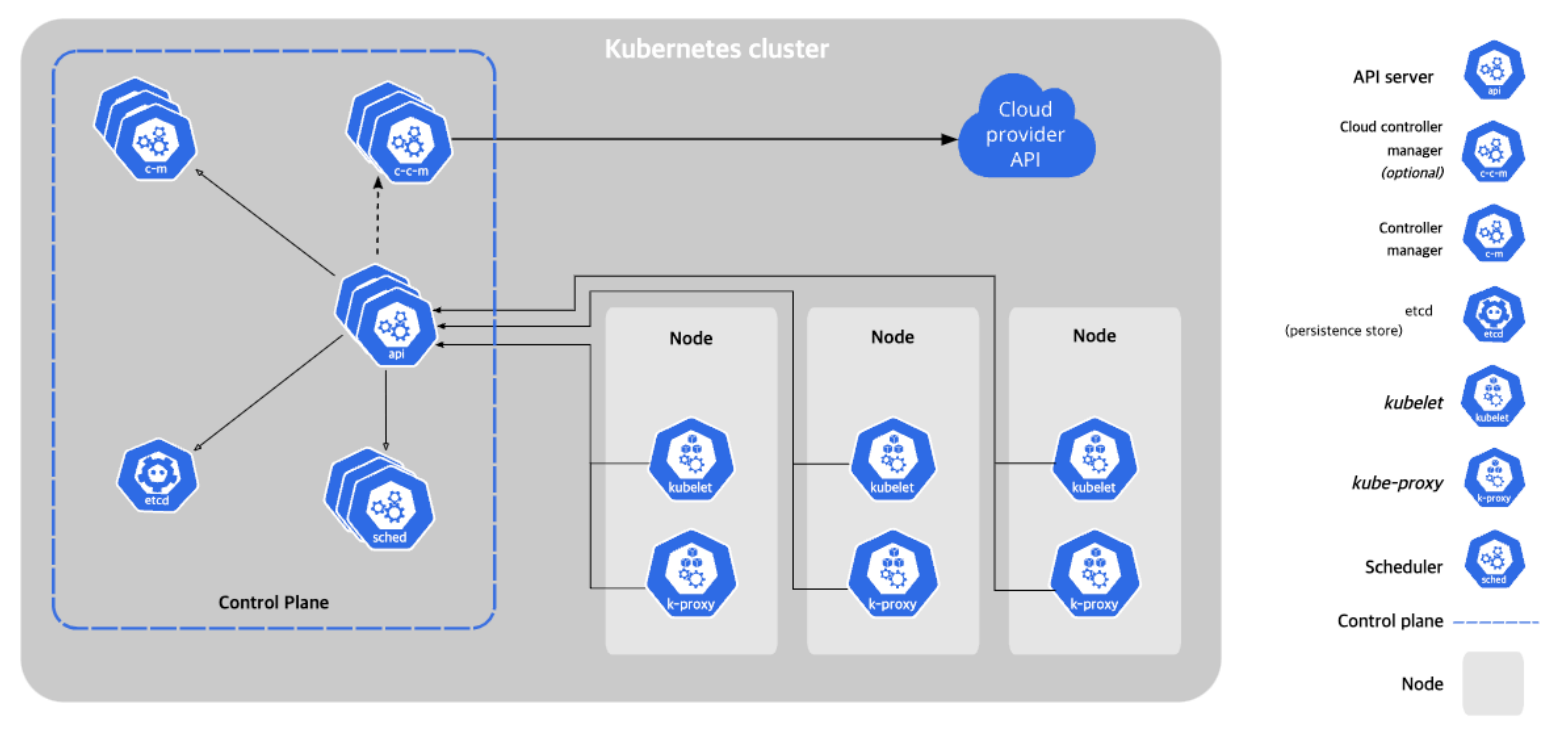 Kubernetes cluster
c-m
c-c-m
Cloud
provider
API
api
etcd
sched
Control Plane
Node
kubelet
k-proxy
Node
kubelet
k-proxy
Node
kubelet
k-proxy
API server
api
Cloud controller
manager
(optional)
c-c-m
Controller
manager
c-m
etcd
(persistence store)
etcd
kubelet
kubelet
kube-proxy
k-proxy
Scheduler
sched
Control plane
Node